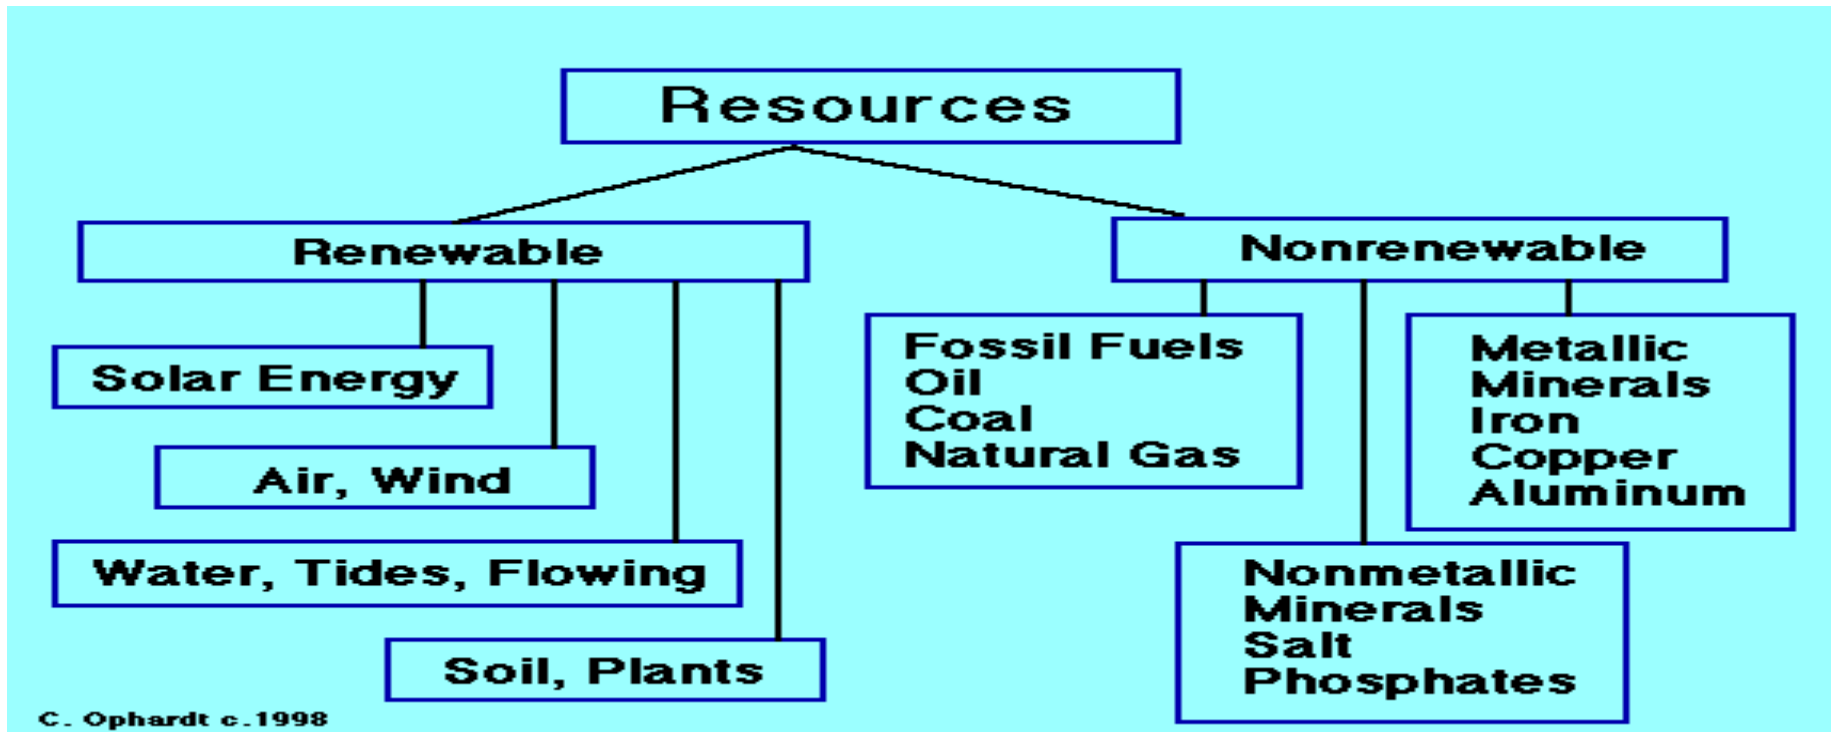 Resources
Renewable
Nonrenewable
Solar Energy
Air, Wind
Water, Tides, Flowing
Soil, Plants
Fossil Fuels
Oil
Coal
Natural Gas
Metallic
Minerals
Iron
Copper
Aluminum
Nonmetallic
Minerals
Salt
Phosphates
C. Ophardt c.1998